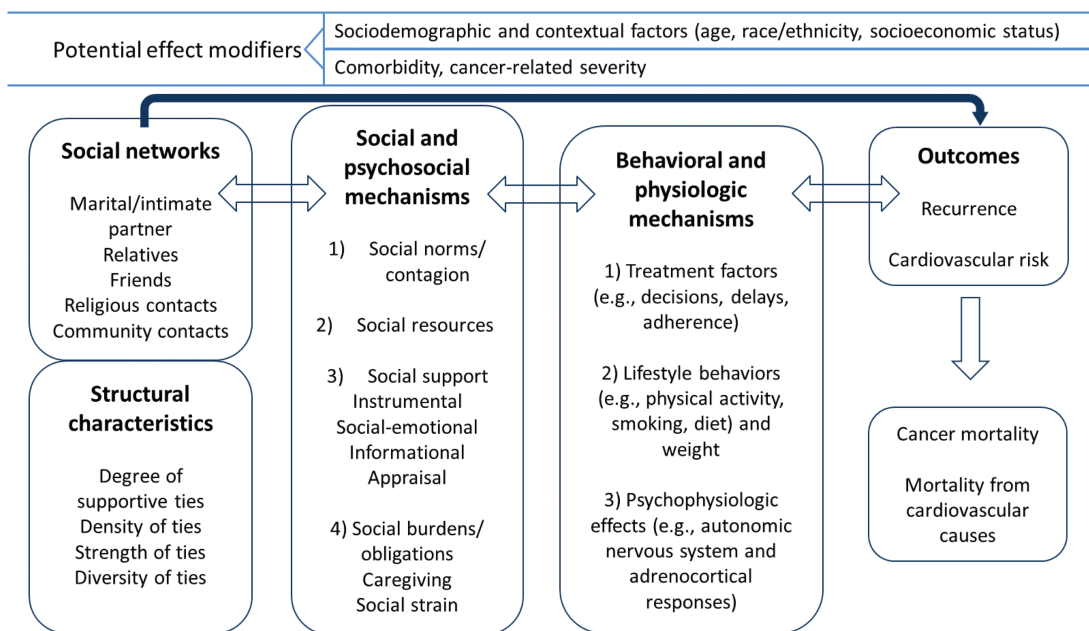 Potential effect modifiers
Sociodemographic and contextual factors (age, race/ethnicity, socioeconomic status)
Comorbidity, cancer-related severity
Social networks
Marital/intimate
partner
Relatives
Friends
Religious contacts
Community contacts
Structural
characteristics
Degree of
supportive ties
Density of ties
Strength of ties
Diversity of ties
Social and
psychosocial
mechanisms
1) Social norms/
contagion
2) Social resources
3) Social support
Instrumental
Social-emotional
Informational
Appraisal
4) Social burdens/
obligations
Caregiving
Social strain
Behavioral and
physiologic
mechanisms
1) Treatment factors
(e.g., decisions, delays,
adherence)
2) Lifestyle behaviors
(e.g., physical activity,
smoking, diet) and
weight
3) Psychophysiologic
effects (e.g., autonomic
nervous system and
adrenocortical
responses)
Outcomes
Recurrence
Cardiovascular risk
Cancer mortality
Mortality from
cardiovascular
causes